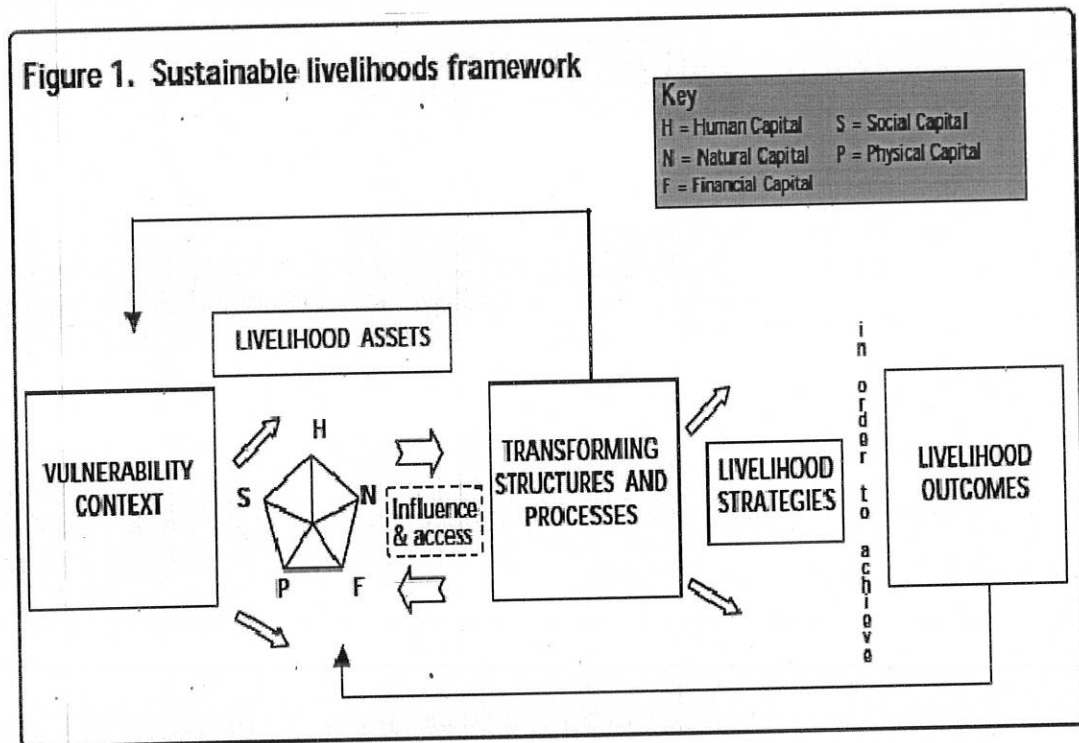 Figure 1. Sustainable livelihoods framework
Key
H = Human Capital S = Social Capital
N = Natural Capital P = Physical Capital
F = Financial Capital
LIVELIHOOD ASSETS
VULNERABILITY
CONTEXT
H
S
N
P
F
Influence
& access
TRANSFORMING
STRUCTURES AND
PROCESSES
LIVELIHOOD
STRATEGIES
in order to achieve
LIVELIHOOD
OUTCOMES